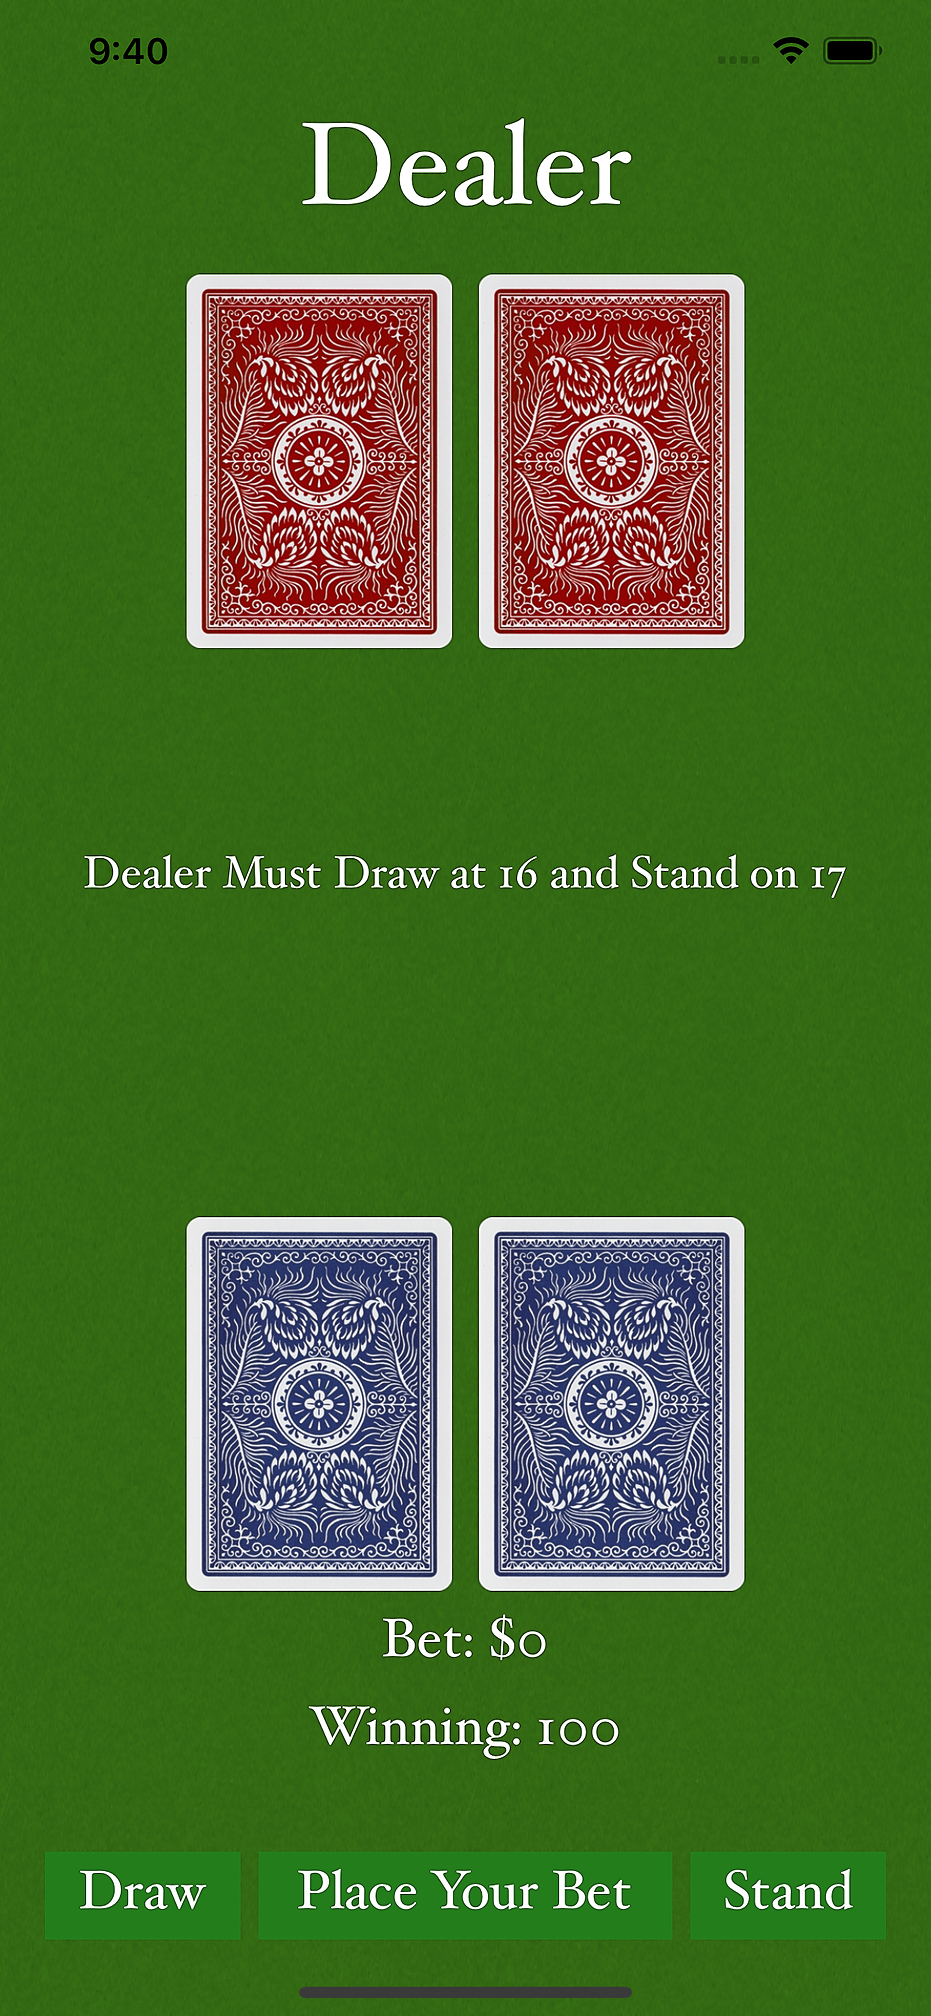 9:40
Dealer
Dealer Must Draw at 16 and Stand on 17
Bet: $0
Winning: 100
Draw
Place Your Bet
Stand